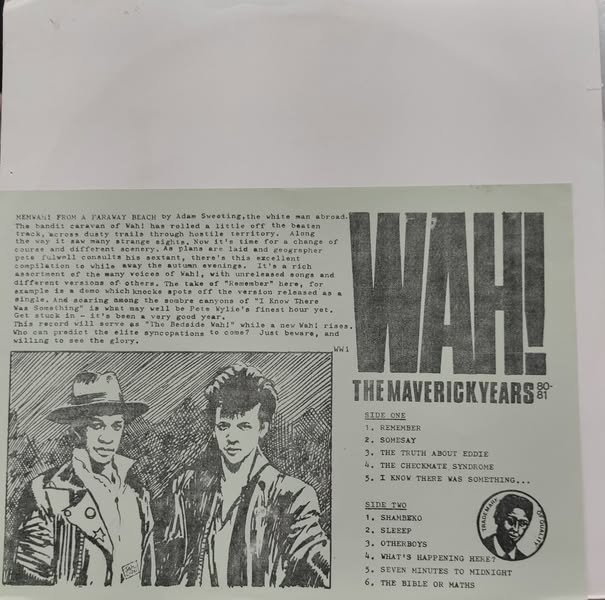 MEMWAH! FROM A FARAWAY BEACH by Adam Sweeting, the white man abroad.
The bandit caravan of Wah! has rolled a little off the beaten
track, across dusty trails through hostile territory. Along
the way it saw many strange sights. Now it's time for a change of
course and different scenery. As plans are laid and geographer
pete fulwell consults his sextant, there's this excellent
compilation to while away the autumn evenings. It's a rich
assortment of the many voices of Wah!, with unreleased songs and
different versions of others. The take of "Remember" here, for
example is a demo which knocks spots off the version released as a
single. And soaring among the sombre canyons of "I Know There
Was Something" is what may well be Pete Wylie's finest hour yet.
Get stuck in - it's been a very good year.
This record will serve as "The Bedside Wah!" while a new Wah! rises.
Who can predict the elite syncopations to come? Just beware, and
willing to see the glory.
WW1
WAH!
THE MAVERICK YEARS 80-81
SIDE ONE
1. REMEMBER
2. SOMESAY
3. THE TRUTH ABOUT EDDIE
4. THE CHECKMATE SYNDROME
5. I KNOW THERE WAS SOMETHING...
SIDE TWO
1. SHAMBEKO
2. SLEEEP
3. OTHERBOYS
4. WHAT'S HAPPENING HERE?
5. SEVEN MINUTES TO MIDNIGHT
6. THE BIBLE OR MATHS
TRADEMARK OF QUALITY